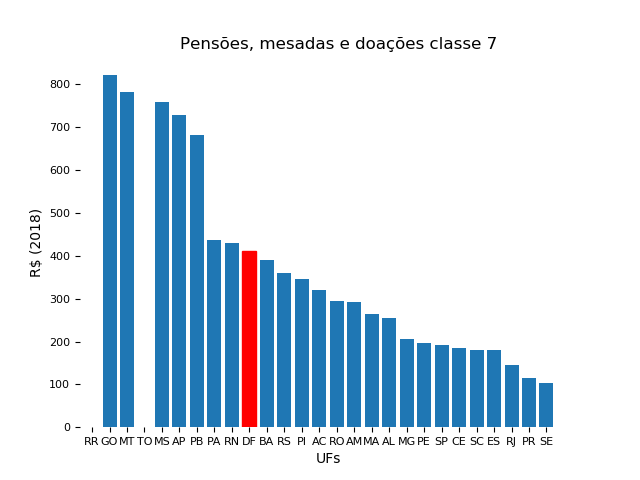 Pensões, mesadas e doações classe 7
R$ (2018)
800
700
600
500
400
300
200
100
0
RR GO MT TO MS AP PB PA RN DF BA RS PI AC RO AM MA AL MG PE SP CE SC ES RJ PR SE
UFs